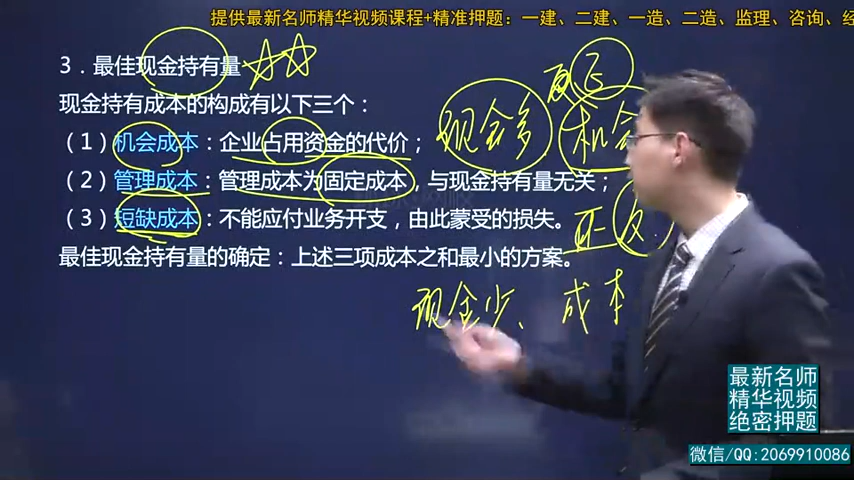 提供最新名师精华视频课程+精准押题：一建、二建、一造、二造、监理、咨询、经
3．最佳现金持有量
现金持有成本的构成有以下三个：
（1）机会成本：企业占用资金的代价；
（2）管理成本：管理成本为固定成本，与现金持有量无关；
（3）短缺成本：不能应付业务开支，由此蒙受的损失。
最佳现金持有量的确定：上述三项成本之和最小的方案。
反 正
现金多 机会
正 反
现金少、成本
最新名师
精华视频
绝密押题
微信/QQ:2069910086